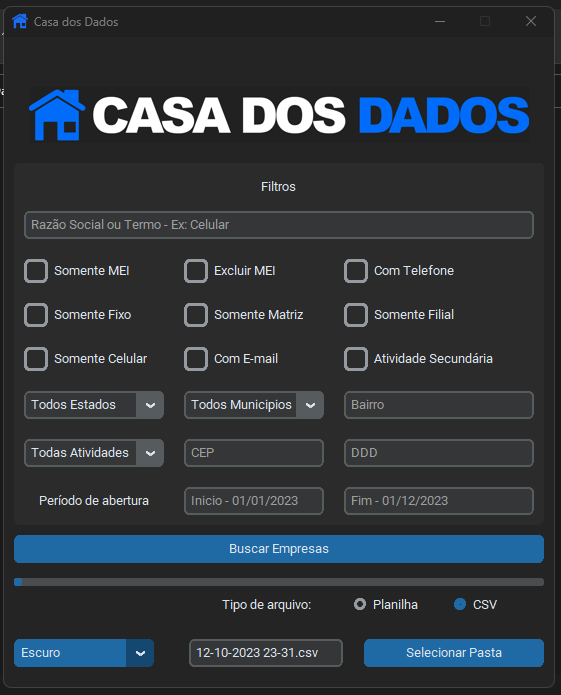 Casa dos Dados
CASA DOS DADOS
Filtros
Razão Social ou Termo - Ex: Celular
Somente MEI Excluir MEI Com Telefone
Somente Fixo Somente Matriz Somente Filial
Somente Celular Com E-mail Atividade Secundária
Todos Estados Todos Municipios Bairro
Todas Atividades CEP DDD
Período de abertura Inicio - 01/01/2023 Fim - 01/12/2023
Buscar Empresas
Tipo de arquivo: Planilha CSV
Escuro 12-10-2023 23-31.csv Selecionar Pasta